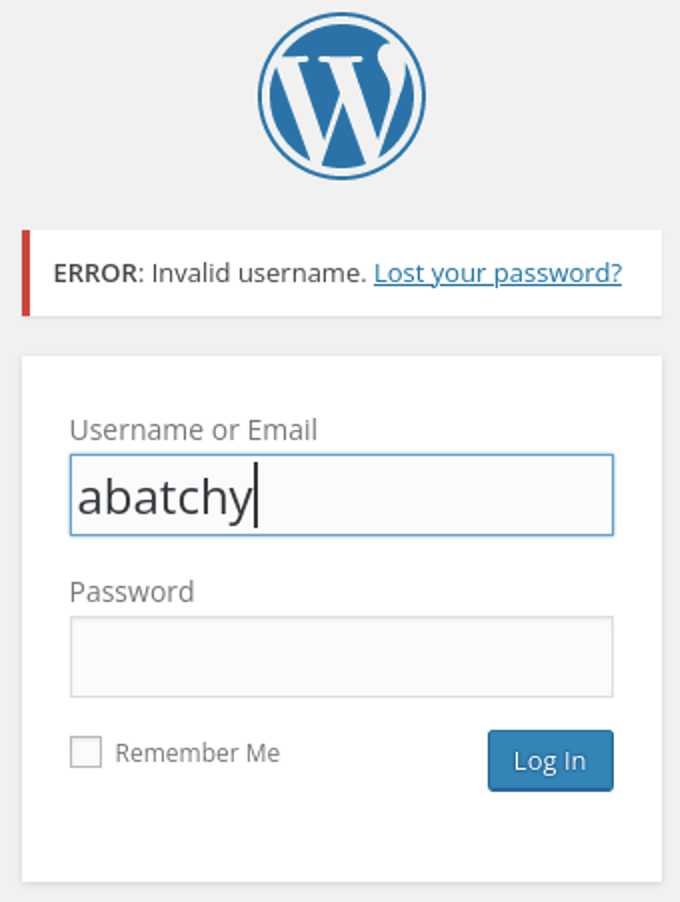 ERROR: Invalid username. Lost your password?
Username or Email
abatchy
Password
Remember Me
Log In